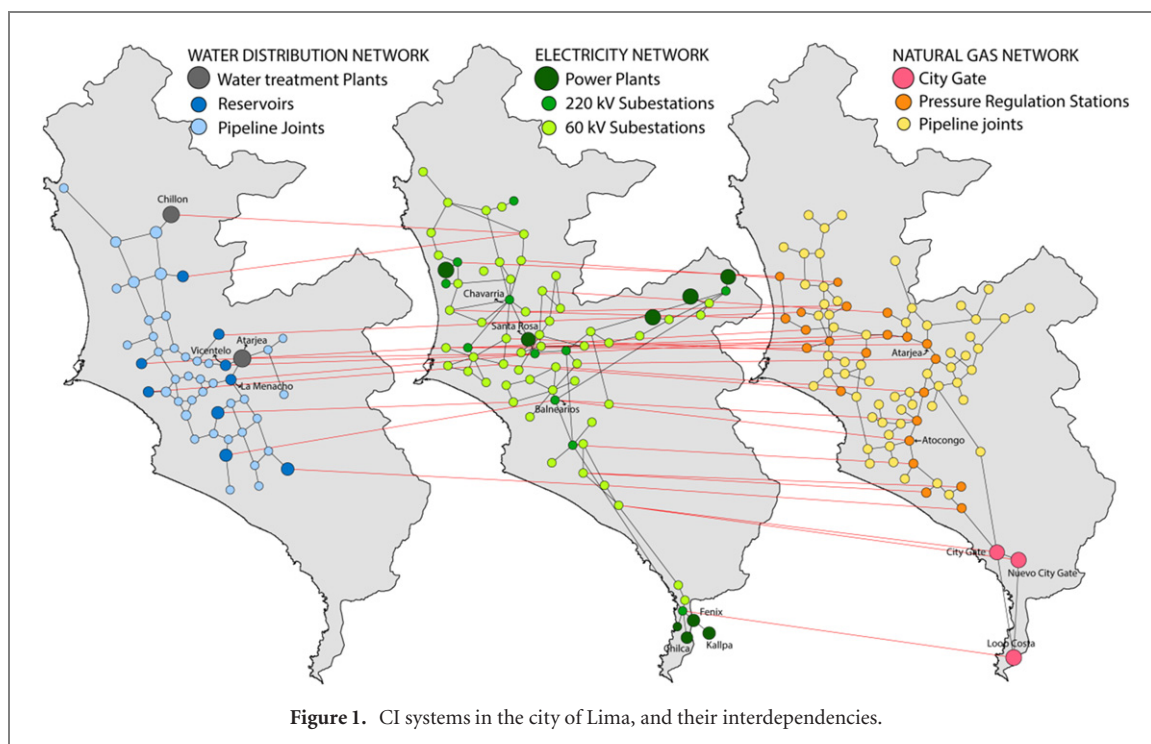 WATER DISTRIBUTION NETWORK
Water treatment Plants
Reservoirs
Pipeline Joints
ELECTRICITY NETWORK
Power Plants
220 kV Subestations
60 kV Subestations
NATURAL GAS NETWORK
City Gate
Pressure Regulation Stations
Pipeline joints
Chillon
Atarjea
Vicentelo
La Menacho
Chavarria
Santa Rosa
Balnearios
Fenix
Chilca
Kallpa
Atarjea
Atocongo
City Gate
Nuevo City Gate
Loop Costa
Figure 1. CI systems in the city of Lima, and their interdependencies.